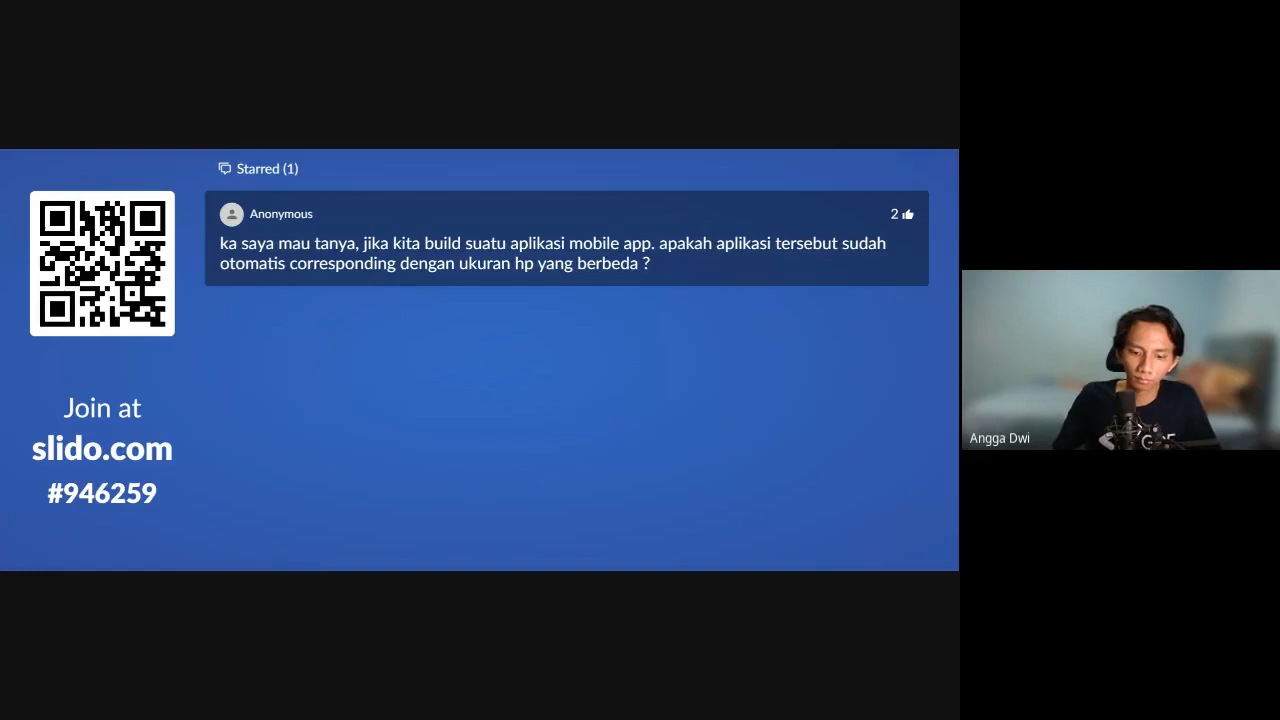 Starred (1)
Anonymous
2
ka saya mau tanya, jika kita build suatu aplikasi mobile app. apakah aplikasi tersebut sudah
otomatis corresponding dengan ukuran hp yang berbeda ?
Join at
slido.com
#946259
Angga Dwi